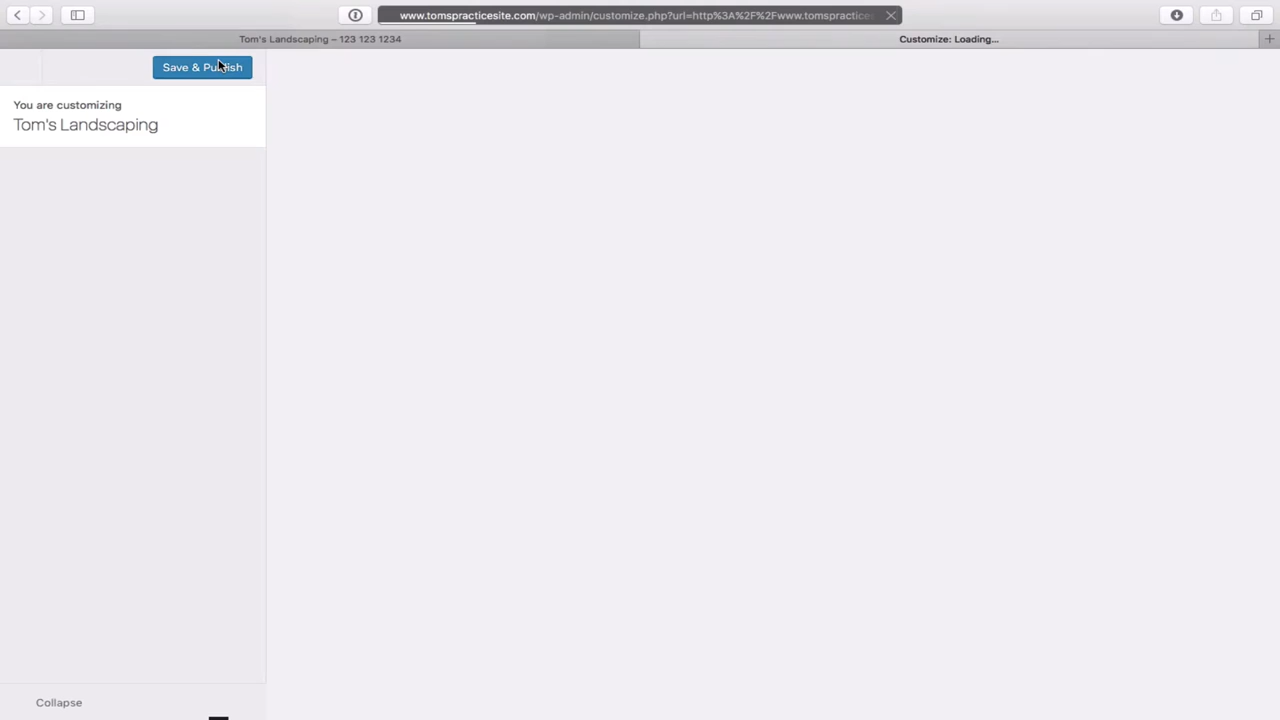 www.tomspracticesite.com/wp-admin/customize.php?url=http%3A%2F%2Fwww.tomspractices
Tom's Landscaping – 123 123 1234
Customize: Loading...
Save & Publish
You are customizing
Tom's Landscaping
Collapse